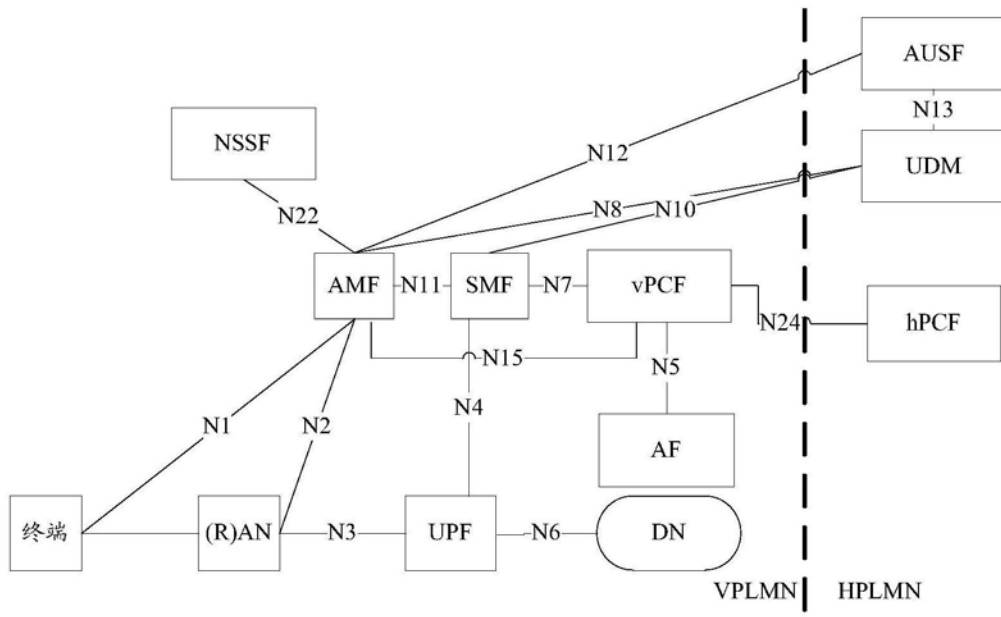 AUSF
N13
NSSF
N12
UDM
N22
N8
N10
AMF
N11
SMF
N7
vPCF
N24
hPCF
N15
N5
N4
N1
N2
AF
终端
(R)AN
N3
UPF
N6
DN
VPLMN
HPLMN